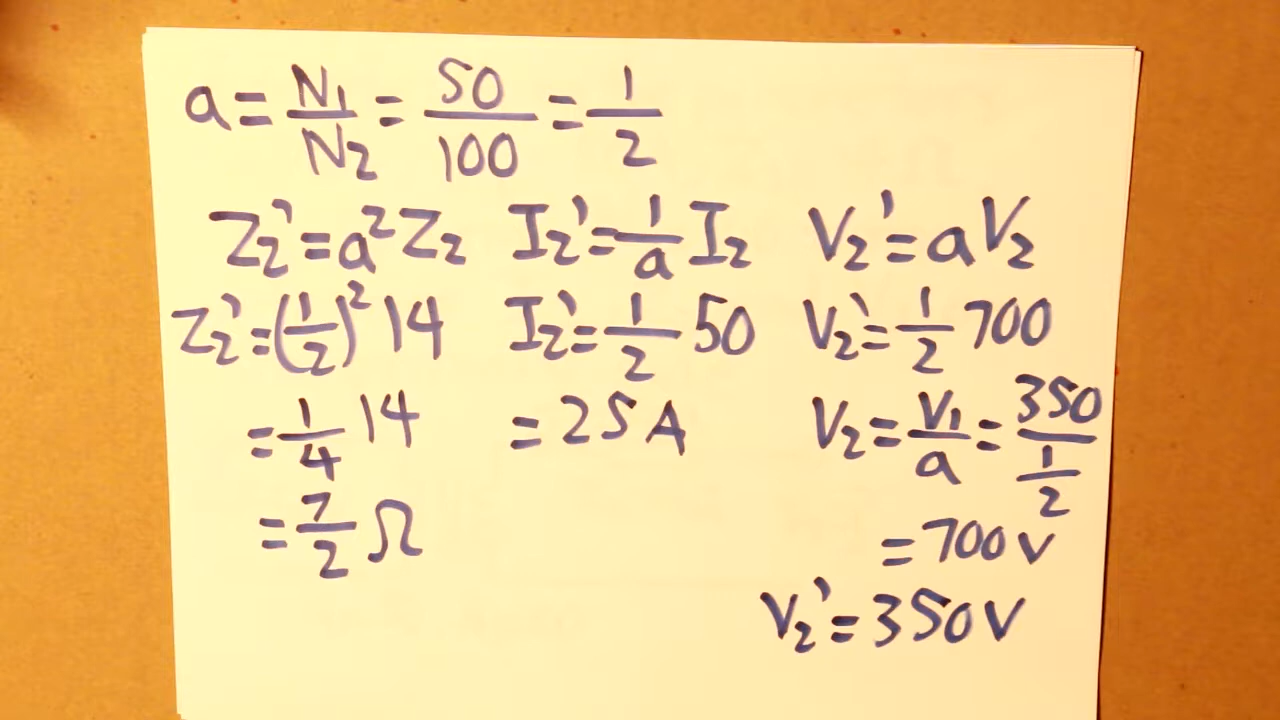 a = N1/N2 = 50/100 = 1/2
Z2' = a²Z2 I2' = 1/a I2 V2' = aV2
Z2' = (1/2)² 14 I2' = 1/2 50 V2' = 1/2 700
= 1/4 14 = 25A V2 = V1/a = 350/(1/2)
= 7/2 Ω = 700V
V2' = 350V